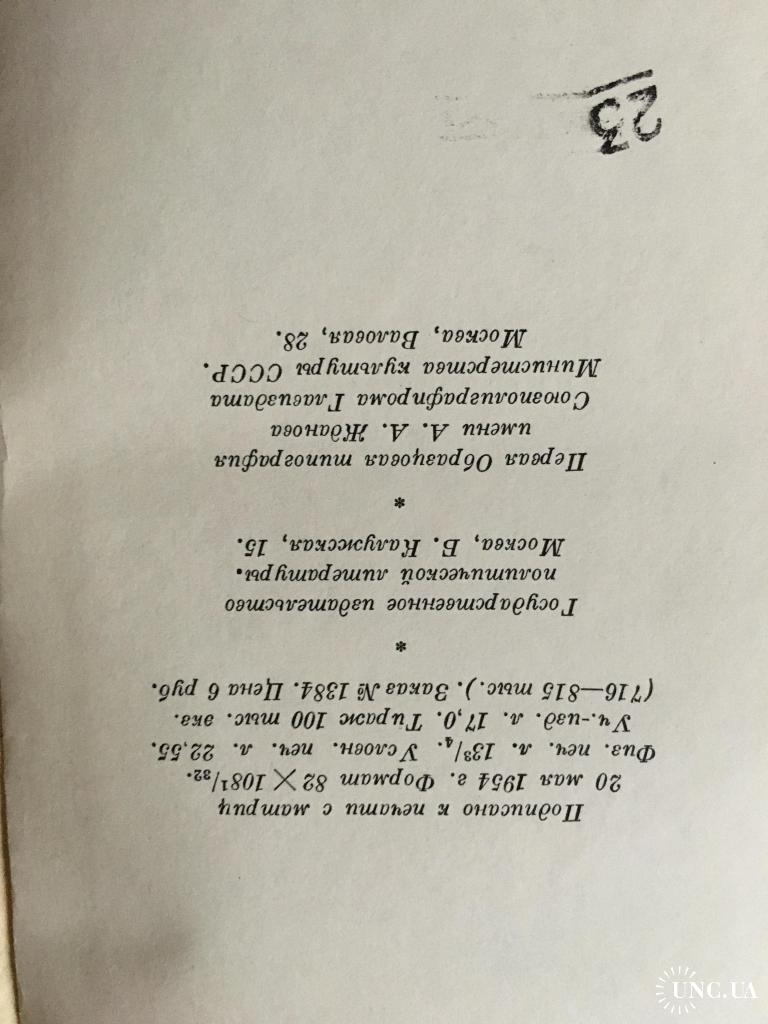 Подписано к печати с матриц
20 мая 1954 г. Формат 82×108¹/₃₂.
Физ. печ. л. 13³/₄. Условн. печ. л. 22,55.
Уч.-изд. л. 17,0. Тираж 100 тыс. экз.
(716—815 тыс.). Заказ № 1384. Цена 6 руб.
*
Государственное издательство
политической литературы.
Москва, Б. Калужская, 15.
*
Первая Образцовая типография
имени А. А. Жданова
Союзполиграфпрома Главиздата
Министерства культуры СССР.
Москва, Валовая, 28.
23
UNC.UA